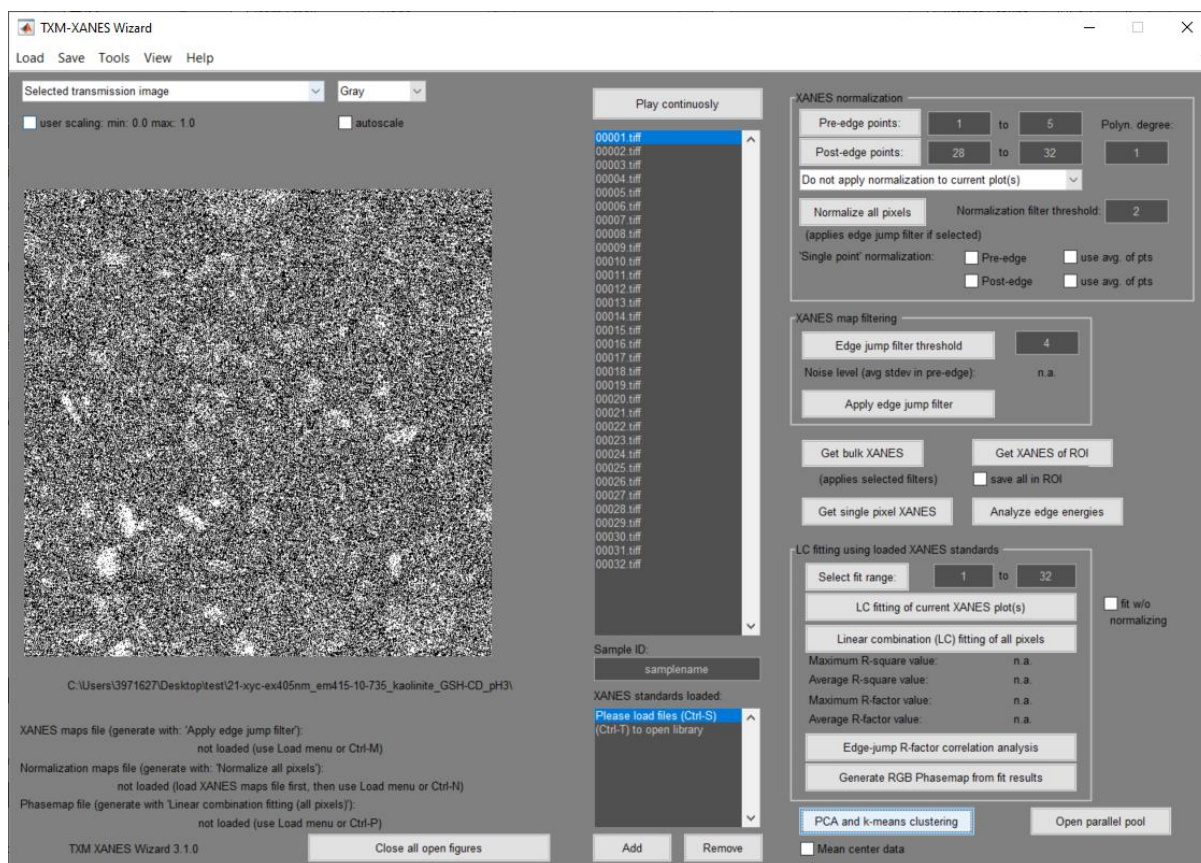 TXM-XANES Wizard
Load Save Tools View Help
Selected transmission image
Gray
user scaling: min: 0.0 max: 1.0
autoscale
C:\Users\3971627\Desktop\test\21-xyc-ex405nm_em415-10-735_kaolinite_GSH-CD_pH3\
XANES maps file (generate with: 'Apply edge jump filter'):
not loaded (use Load menu or Ctrl-M)
Normalization maps file (generate with: 'Normalize all pixels'):
not loaded (load XANES maps file first, then use Load menu or Ctrl-N)
Phasemap file (generate with 'Linear combination fitting (all pixels)'):
not loaded (use Load menu or Ctrl-P)
TXM XANES Wizard 3.1.0
Close all open figures
Play continuosly
00001.tiff
00002.tiff
00003.tiff
00004.tiff
00005.tiff
00006.tiff
00007.tiff
00008.tiff
00009.tiff
00010.tiff
00011.tiff
00012.tiff
00013.tiff
00014.tiff
00015.tiff
00016.tiff
00017.tiff
00018.tiff
00019.tiff
00020.tiff
00021.tiff
00022.tiff
00023.tiff
00024.tiff
00025.tiff
00026.tiff
00027.tiff
00028.tiff
00029.tiff
00030.tiff
00031.tiff
00032.tiff
Sample ID:
samplename
XANES standards loaded:
Please load files (Ctrl-S)
(Ctrl-T) to open library
Add
Remove
XANES normalization
Pre-edge points: 1 to 5 Polyn. degree:
Post-edge points: 28 to 32 1
Do not apply normalization to current plot(s)
Normalize all pixels Normalization filter threshold: 2
(applies edge jump filter if selected)
'Single point' normalization: Pre-edge use avg. of pts
Post-edge use avg. of pts
XANES map filtering
Edge jump filter threshold 4
Noise level (avg stdev in pre-edge): n.a.
Apply edge jump filter
Get bulk XANES Get XANES of ROI
(applies selected filters) save all in ROI
Get single pixel XANES Analyze edge energies
LC fitting using loaded XANES standards
Select fit range: 1 to 32
LC fitting of current XANES plot(s)
fit w/o
normalizing
Linear combination (LC) fitting of all pixels
Maximum R-square value: n.a.
Average R-square value: n.a.
Maximum R-factor value: n.a.
Average R-factor value: n.a.
Edge-jump R-factor correlation analysis
Generate RGB Phasemap from fit results
PCA and k-means clustering Open parallel pool
Mean center data